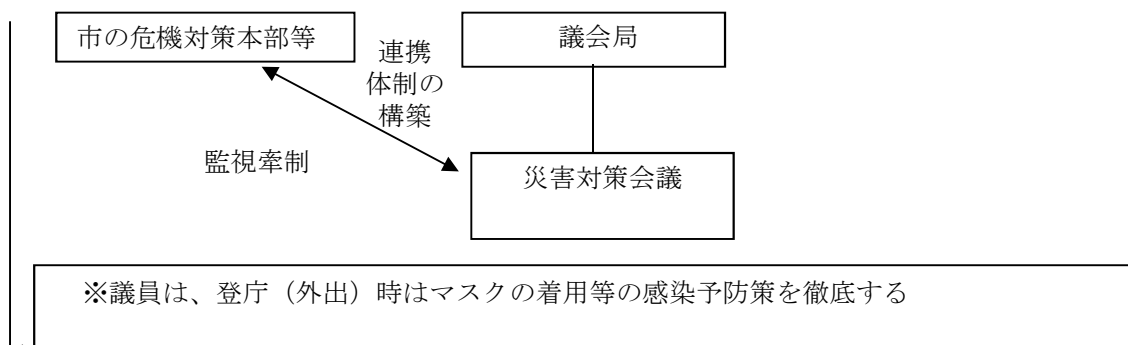 市の危機対策本部等
議会局
連携
体制の
構築
監視牽制
災害対策会議
※議員は、登庁（外出）時はマスクの着用等の感染予防策を徹底する